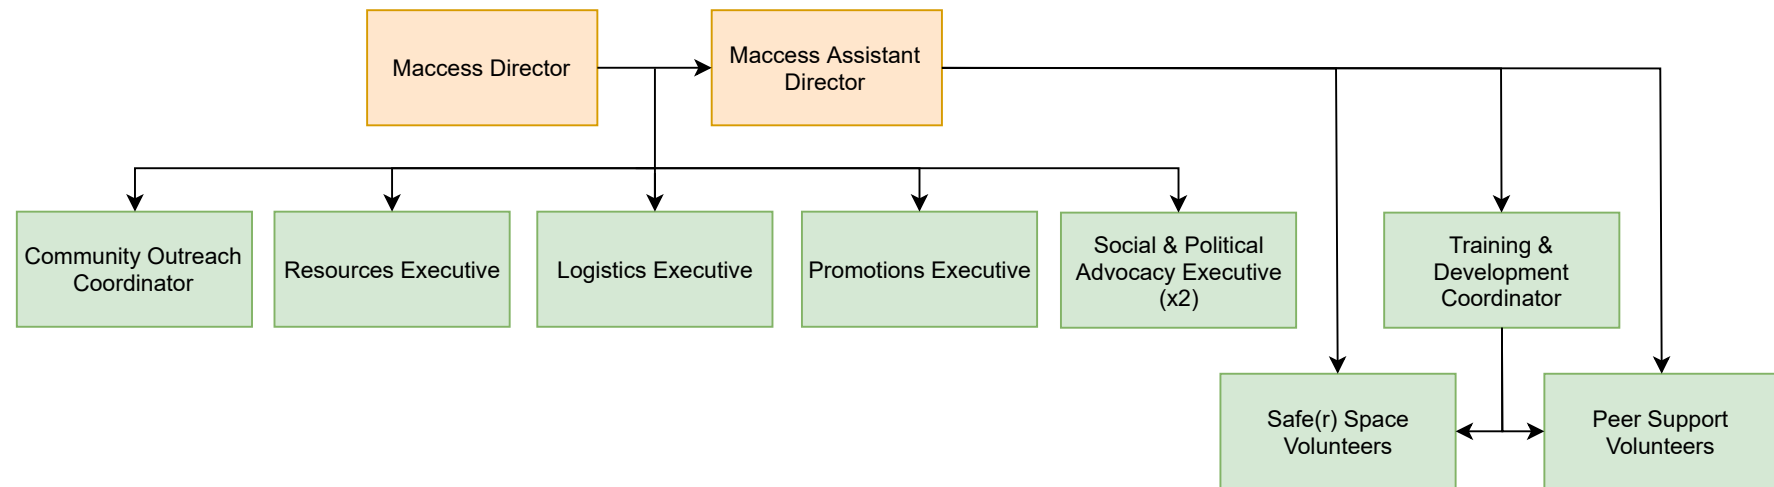 Maccess Director
Maccess Assistant
Director
Community Outreach
Coordinator
Resources Executive
Logistics Executive
Promotions Executive
Social & Political
Advocacy Executive
(x2)
Training &
Development
Coordinator
Safe(r) Space
Volunteers
Peer Support
Volunteers